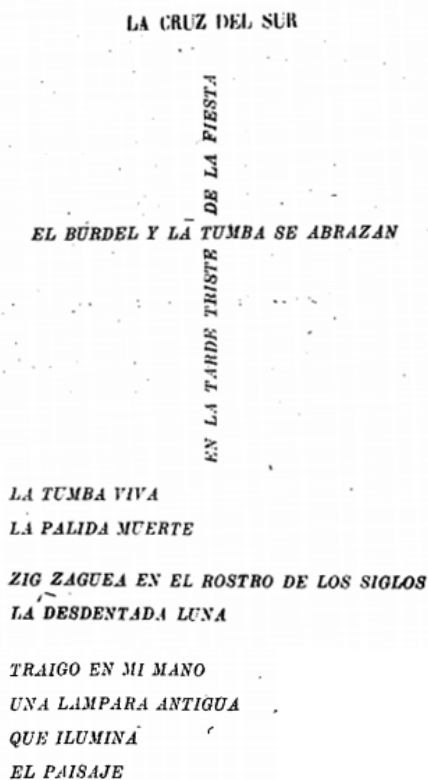 LA CRUZ DEL SUR
EN LA TARDE TRISTE DE LA FIESTA
EL BURDEL Y LA TUMBA SE ABRAZAN
LA TUMBA VIVA
LA PALIDA MUERTE
ZIG ZAGUEA EN EL ROSTRO DE LOS SIGLOS
LA DESDENTADA LUNA
TRAIGO EN MI MANO
UNA LAMPARA ANTIGUA
QUE ILUMINA
EL PAISAJE